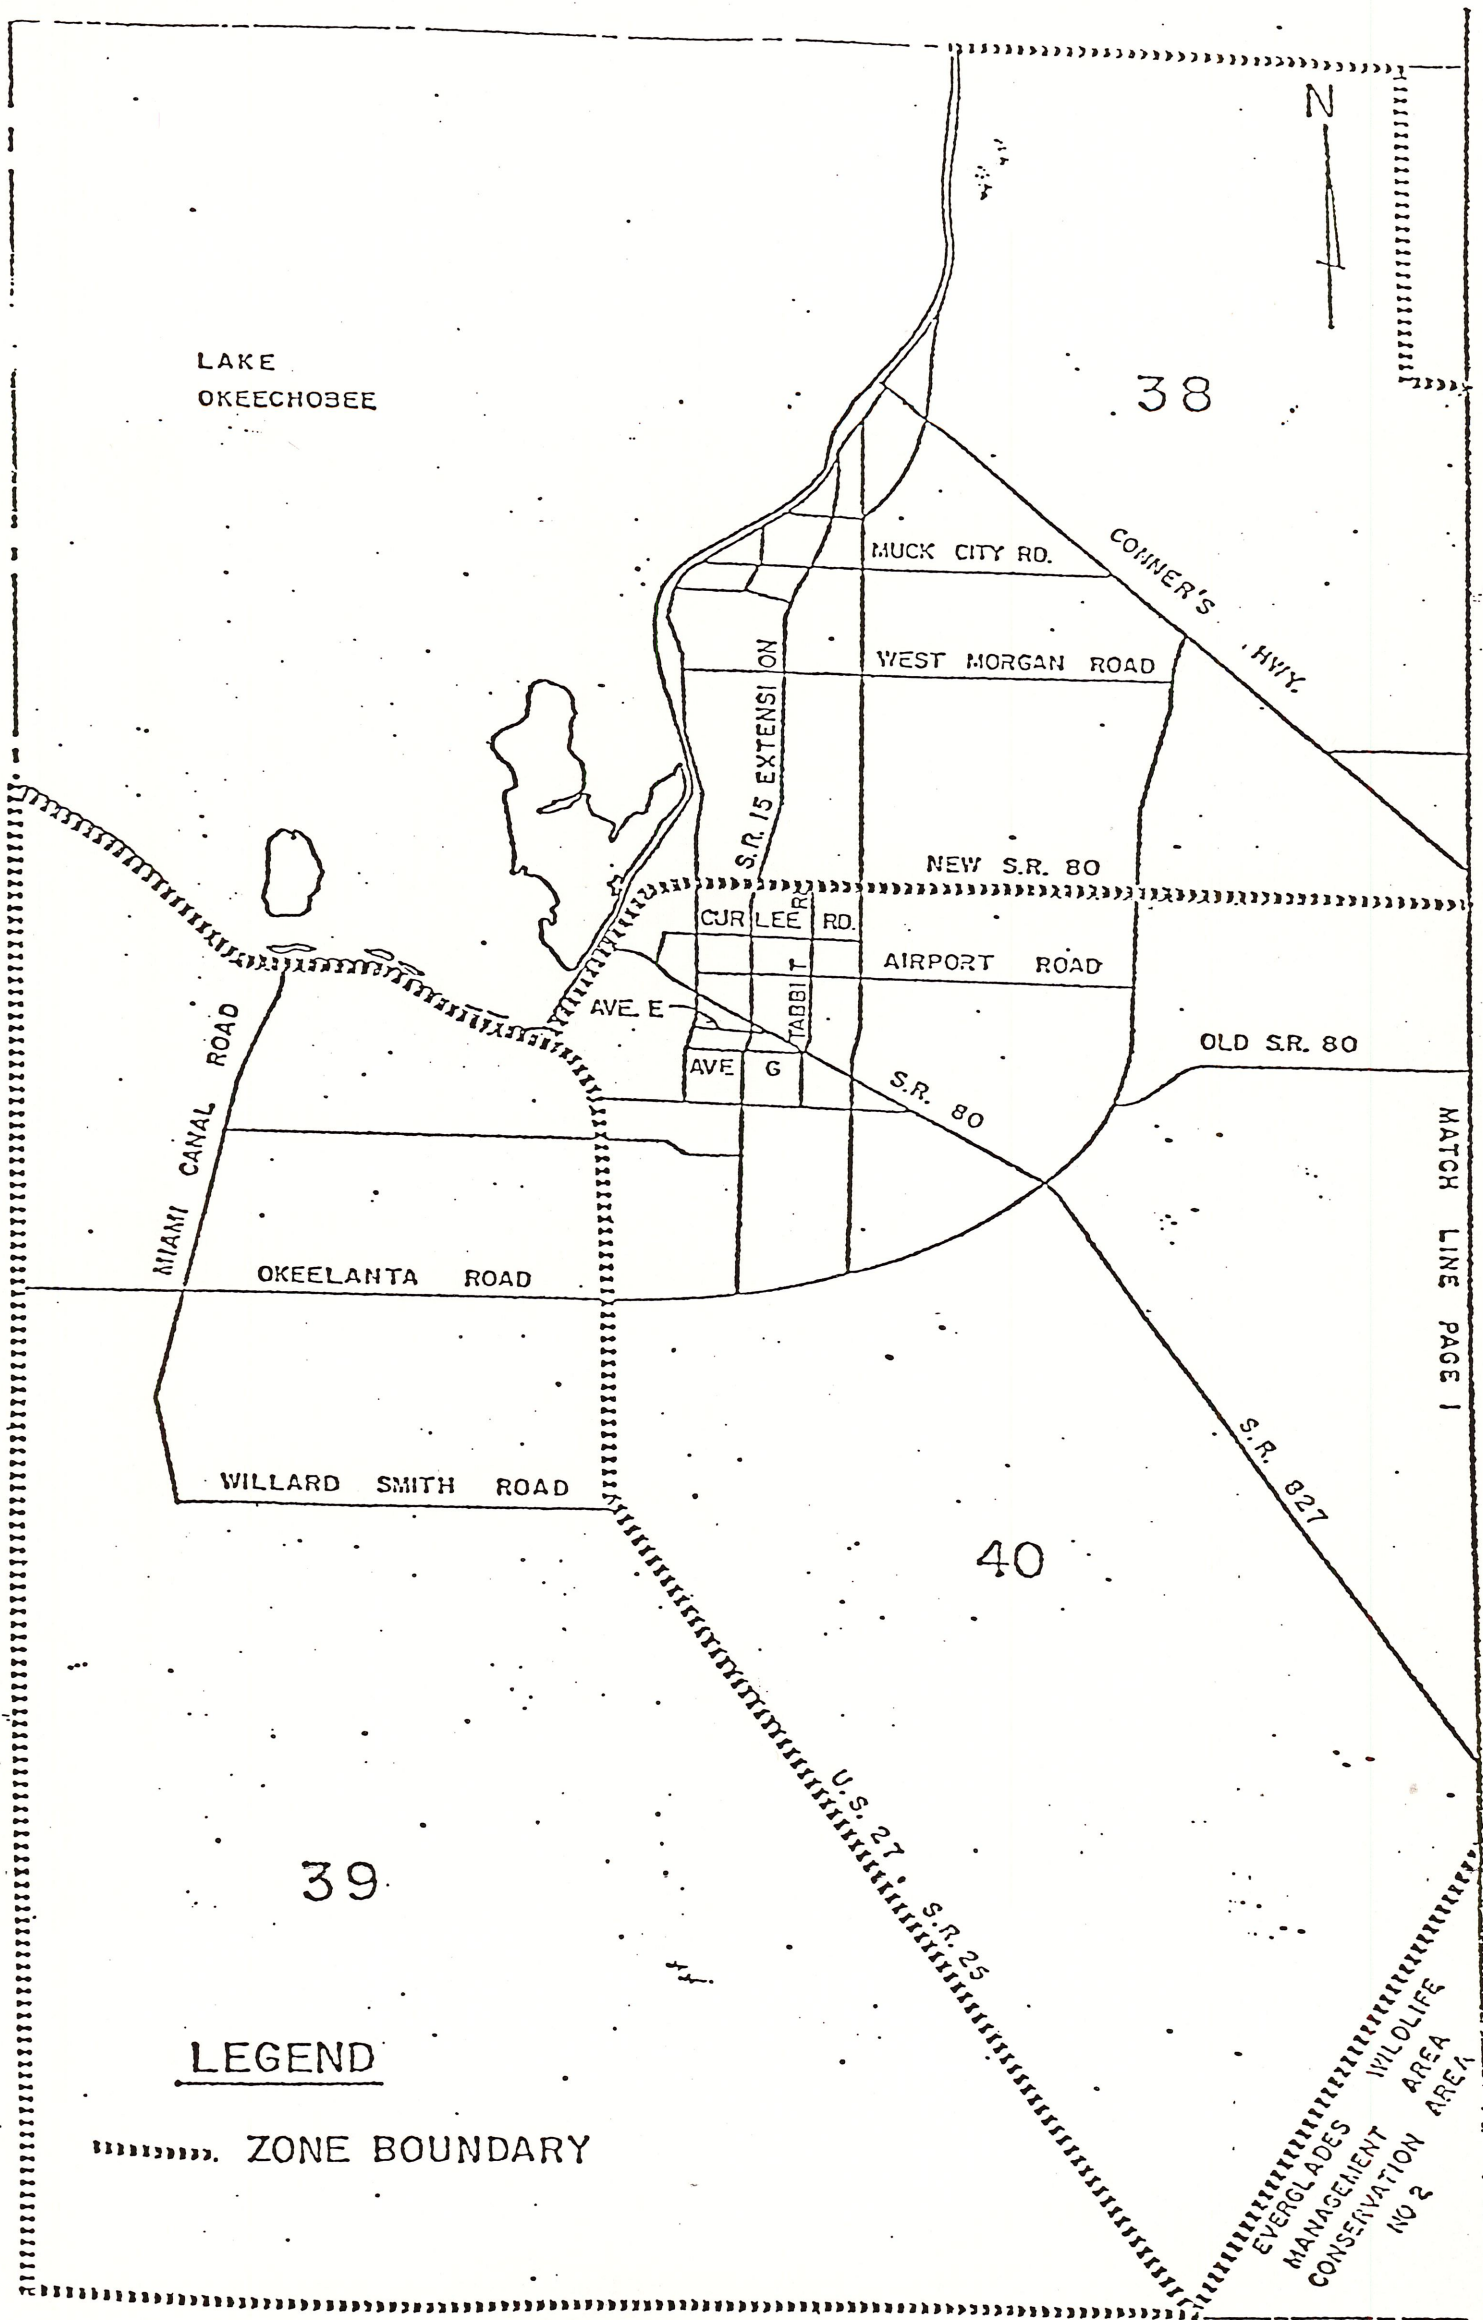 N
LAKE
OKEECHOBEE
38
MUCK CITY RD.
CONNER'S HWY.
WEST MORGAN ROAD
S.R. 15 EXTENSION
NEW S.R. 80
CURLEE RD.
RABBIT
AIRPORT ROAD
AVE. E
OLD S.R. 80
AVE G
S.R. 80
MIAMI CANAL ROAD
MATCH LINE PAGE 1
OKEELANTA ROAD
S.R. 827
WILLARD SMITH ROAD
40
U.S. 27
S.R. 25
39
LEGEND
ZONE BOUNDARY
EVERGLADES WILDLIFE
MANAGEMENT AREA
CONSERVATION AREA
NO 2